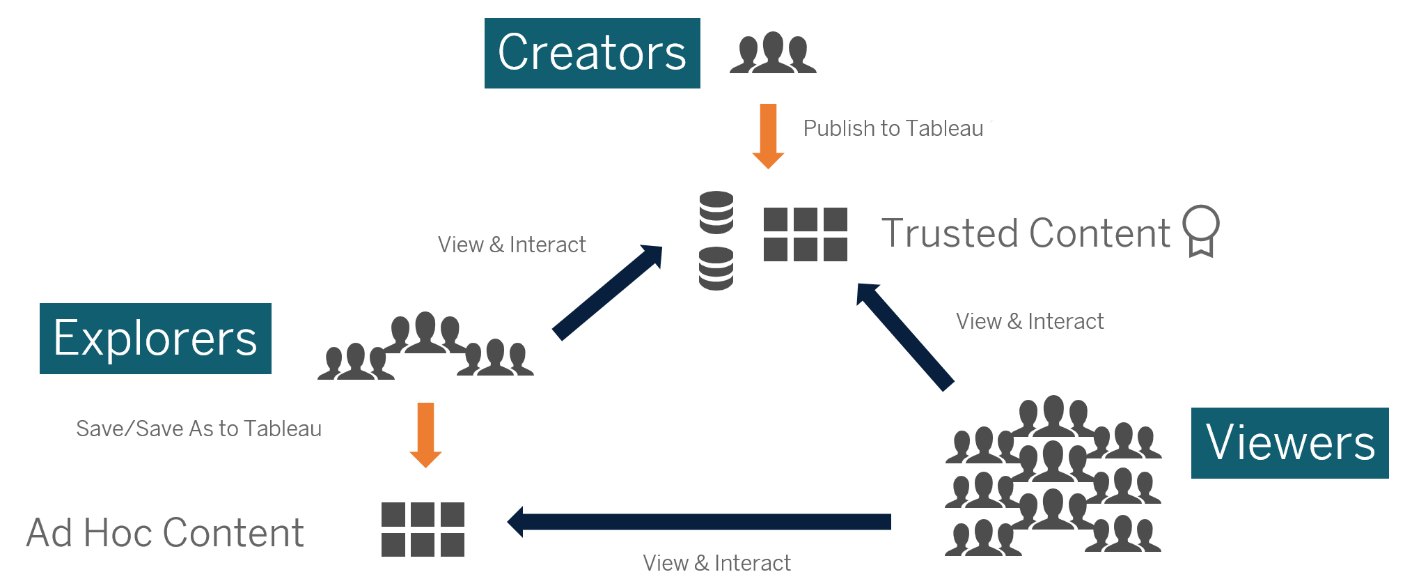 Creators
Publish to Tableau
Trusted Content
View & Interact
View & Interact
Explorers
Save/Save As to Tableau
Viewers
Ad Hoc Content
View & Interact